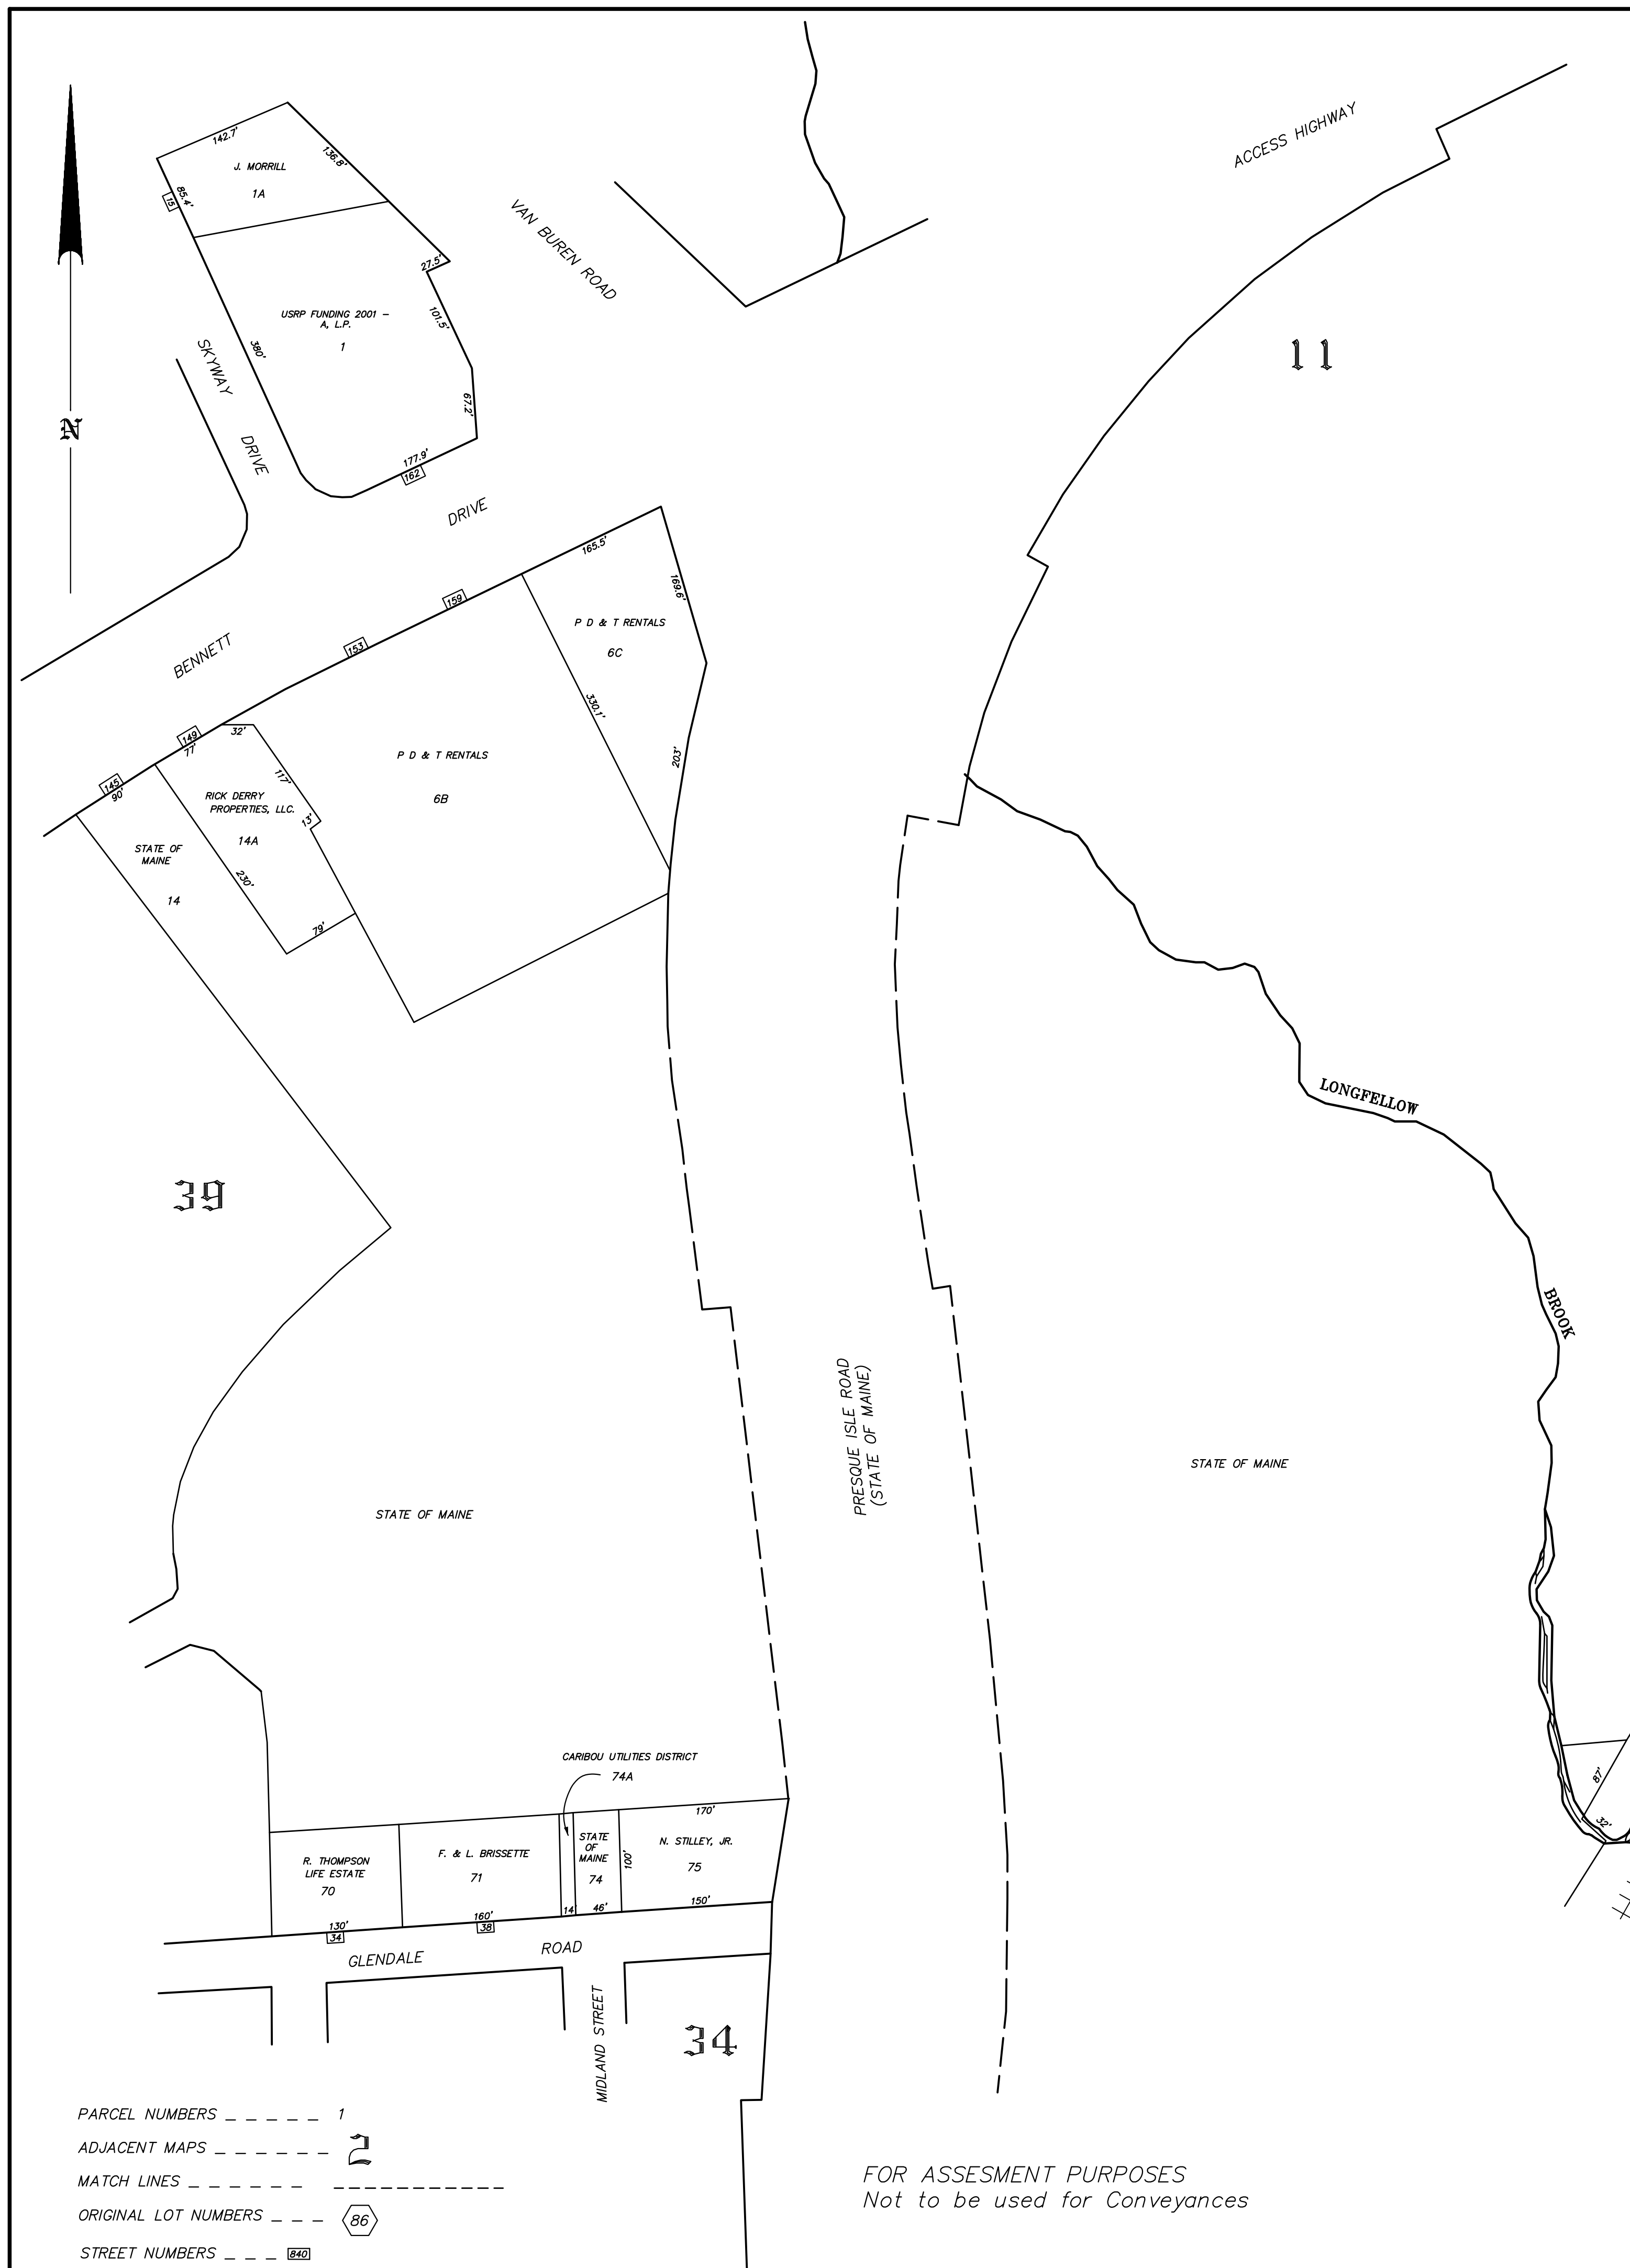 ACCESS HIGHWAY
142.7'
136.8'
J. MORRILL
1A
85.4'
15
VAN BUREN ROAD
27.5'
101.5'
USRP FUNDING 2001 –
A, L.P.
1
380'
SKYWAY
DRIVE
67.2'
177.9'
162
11
N
DRIVE
165.5'
169.6'
159
P D & T RENTALS
6C
153
BENNETT
330.1'
203'
149
77'
32'
117'
P D & T RENTALS
6B
145
90'
RICK DERRY
PROPERTIES, LLC.
14A
13'
STATE OF
MAINE
14
230'
79'
LONGFELLOW
39
BROOK
PRESQUE ISLE ROAD
(STATE OF MAINE)
STATE OF MAINE
STATE OF MAINE
CARIBOU UTILITIES DISTRICT
74A
87'
32'
170'
R. THOMPSON
LIFE ESTATE
70
F. & L. BRISSETTE
71
STATE
OF
MAINE
74
100'
N. STILLEY, JR.
75
130'
34
160'
38
14'
46'
150'
GLENDALE
ROAD
MIDLAND STREET
34
PARCEL NUMBERS _ _ _ _ _ 1
ADJACENT MAPS _ _ _ _ _ _ 2
MATCH LINES _ _ _ _ _ _ ____________
ORIGINAL LOT NUMBERS _ _ _ 86
STREET NUMBERS _ _ _ 840
FOR ASSESMENT PURPOSES
Not to be used for Conveyances